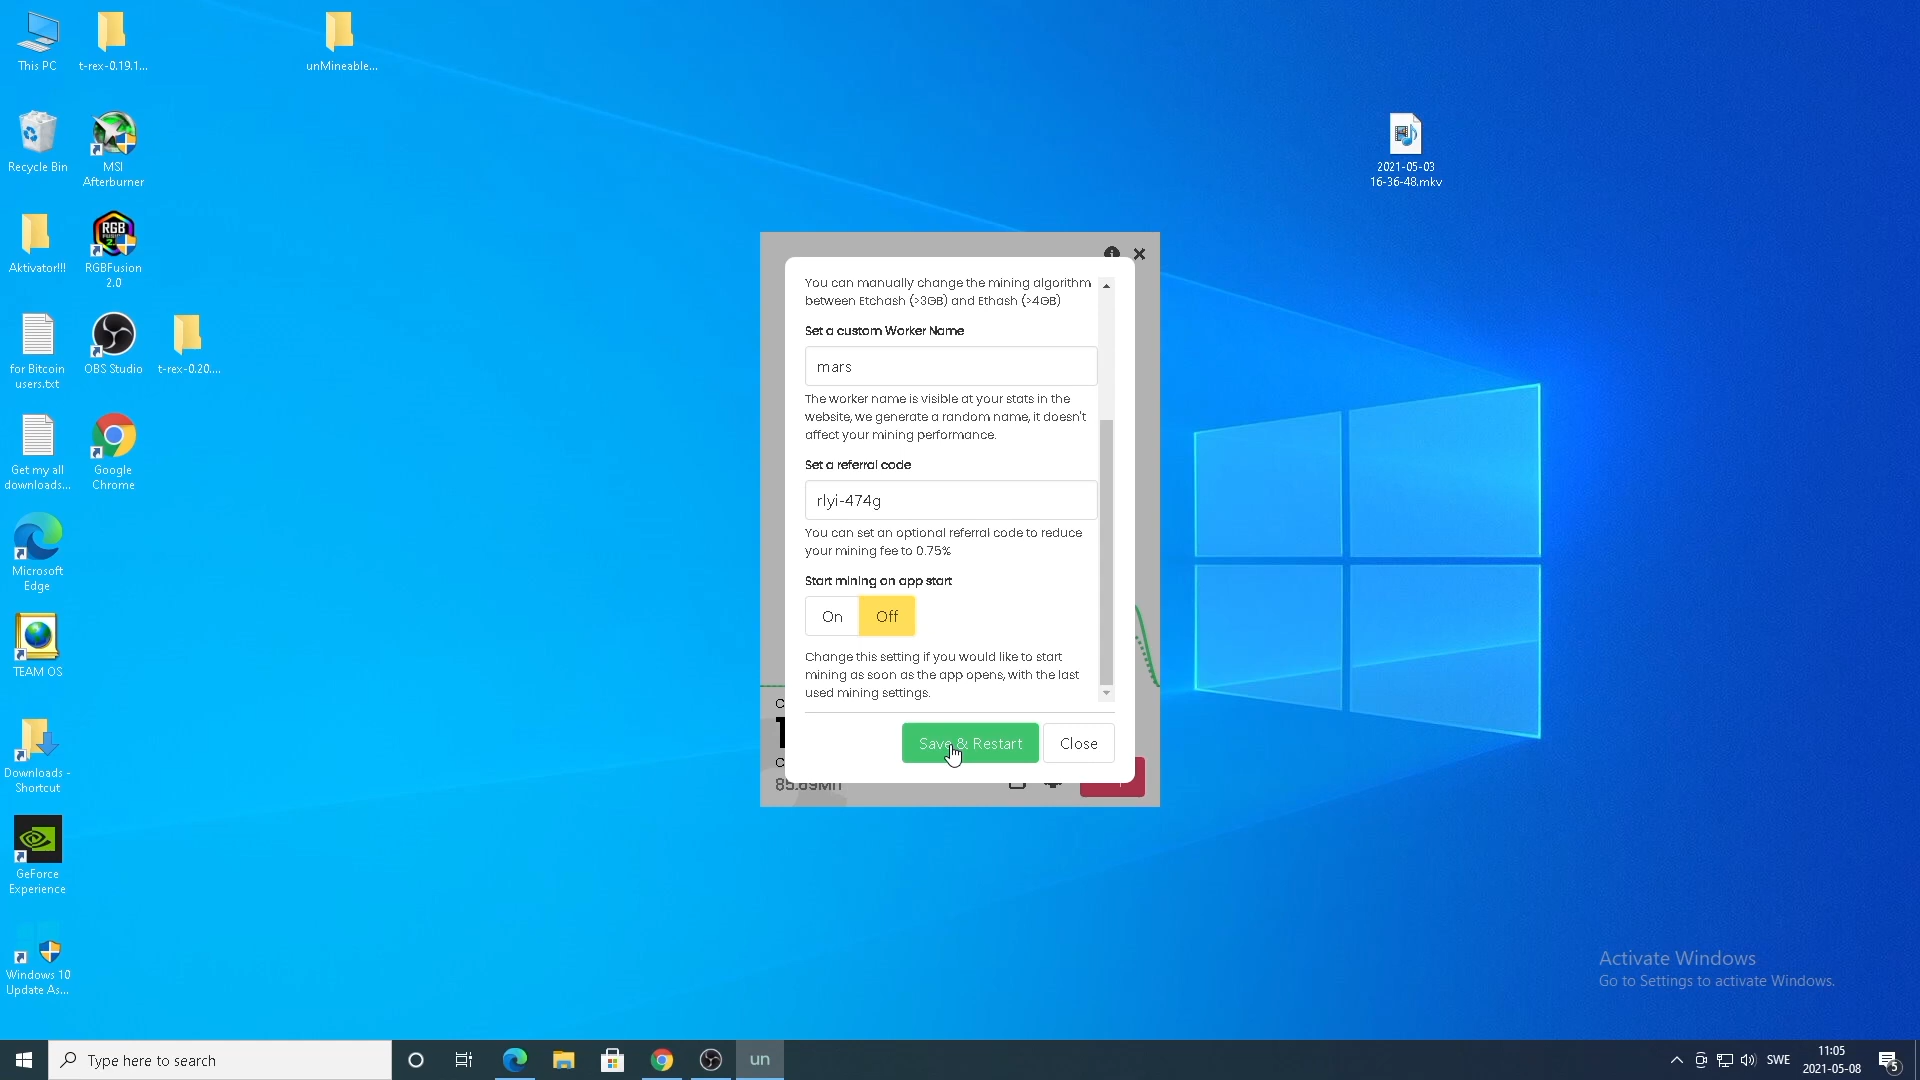 This PC
t-rex-0.19.1...
unMineable...
Recycle Bin
MSI
Afterburner
2021-05-03
16-36-48.mkv
Aktivator!!!
RGB
RGBFusion
2.0
for Bitcoin
users.txt
OBS Studio
t-rex-0.20....
Get my all
downloads...
Google
Chrome
Microsoft
Edge
TEAM OS
Downloads -
Shortcut
GeForce
Experience
Windows 10
Update As...
You can manually change the mining algorithm
between Etchash (>3GB) and Ethash (>4GB)
Set a custom Worker Name
mars
The worker name is visible at your stats in the
website, we generate a random name, it doesn't
affect your mining performance.
Set a referral code
rlyi-474g
You can set an optional referral code to reduce
your mining fee to 0.75%
Start mining on app start
On Off
Change this setting if you would like to start
mining as soon as the app opens, with the last
used mining settings.
Save & Restart Close
Activate Windows
Go to Settings to activate Windows.
Type here to search
un
SWE
11:05
2021-05-08
5